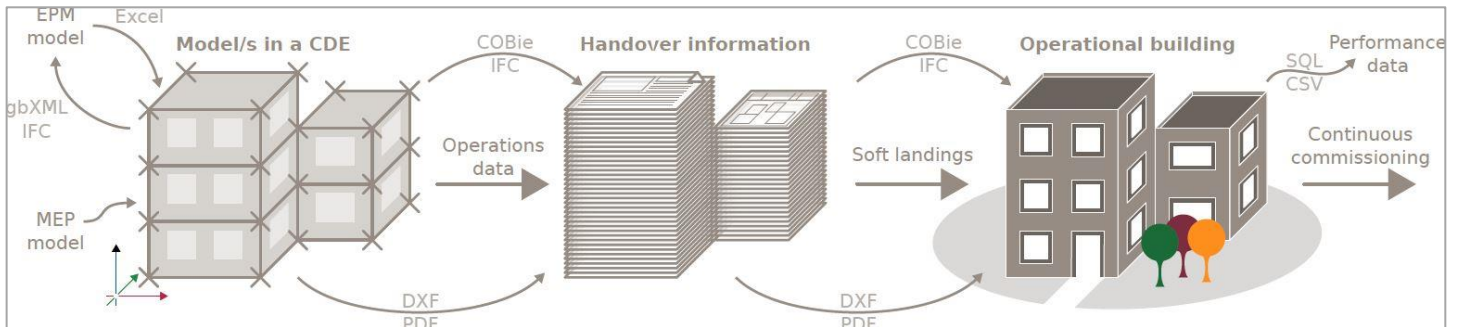 EPM
model
Excel
Model/s in a CDE
gbXML
IFC
MEP
model
COBie
IFC
Operations
data
DXF
PDF
Handover information
COBie
IFC
Soft landings
DXF
PDF
Operational building
SQL
CSV
Performance
data
Continuous
commissioning